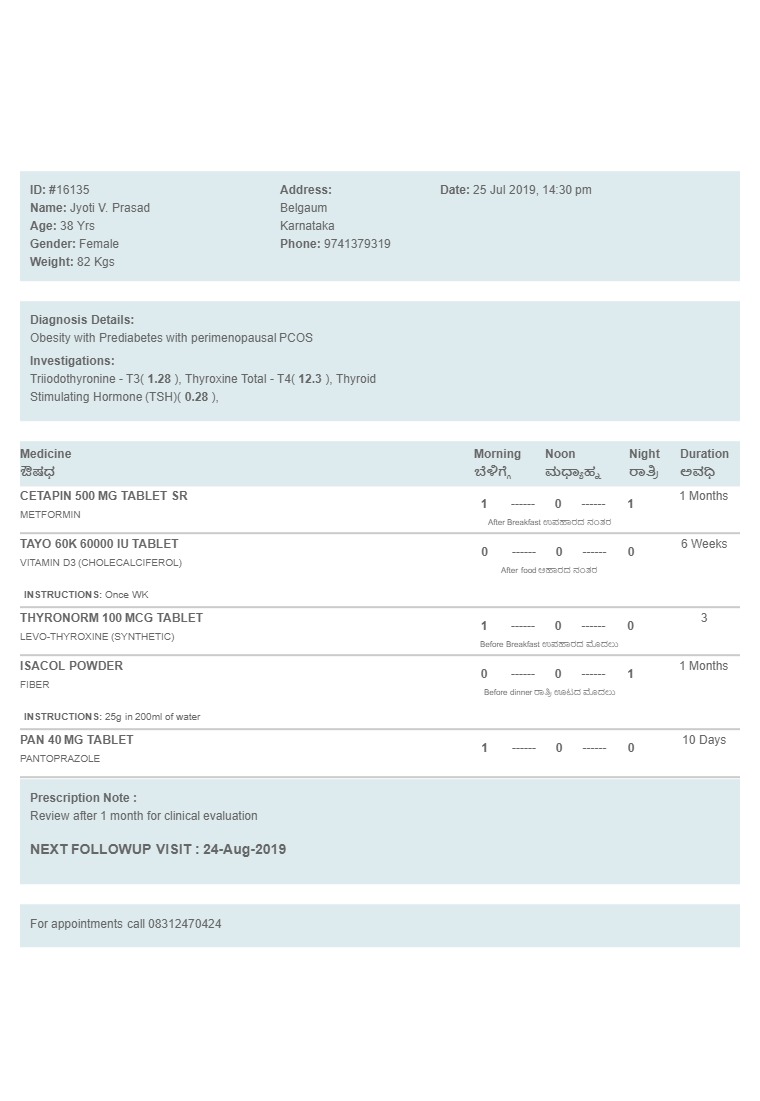 ID: #16135
Name: Jyoti V. Prasad
Age: 38 Yrs
Gender: Female
Weight: 82 Kgs
Address:
Belgaum
Karnataka
Phone: 9741379319
Date: 25 Jul 2019, 14:30 pm
Diagnosis Details:
Obesity with Prediabetes with perimenopausal PCOS
Investigations:
Triiodothyronine - T3( 1.28 ), Thyroxine Total - T4( 12.3 ), Thyroid
Stimulating Hormone (TSH)( 0.28 ),
Medicine Morning Noon Night Duration
ಔಷಧ ಬೆಳಿಗ್ಗೆ ಮಧ್ಯಾಹ್ನ ರಾತ್ರಿ ಅವಧಿ
CETAPIN 500 MG TABLET SR 1 ------ 0 ------ 1 1 Months
METFORMIN After Breakfast ಉಪಹಾರದ ನಂತರ
TAYO 60K 60000 IU TABLET 0 ------ 0 ------ 0 6 Weeks
VITAMIN D3 (CHOLECALCIFEROL) After food ಆಹಾರದ ನಂತರ
INSTRUCTIONS: Once WK
THYRONORM 100 MCG TABLET 1 ------ 0 ------ 0 3
LEVO-THYROXINE (SYNTHETIC) Before Breakfast ಉಪಹಾರದ ಮೊದಲು
ISACOL POWDER 0 ------ 0 ------ 1 1 Months
FIBER Before dinner ರಾತ್ರಿ ಊಟದ ಮೊದಲು
INSTRUCTIONS: 25g in 200ml of water
PAN 40 MG TABLET 1 ------ 0 ------ 0 10 Days
PANTOPRAZOLE
Prescription Note :
Review after 1 month for clinical evaluation
NEXT FOLLOWUP VISIT : 24-Aug-2019
For appointments call 08312470424